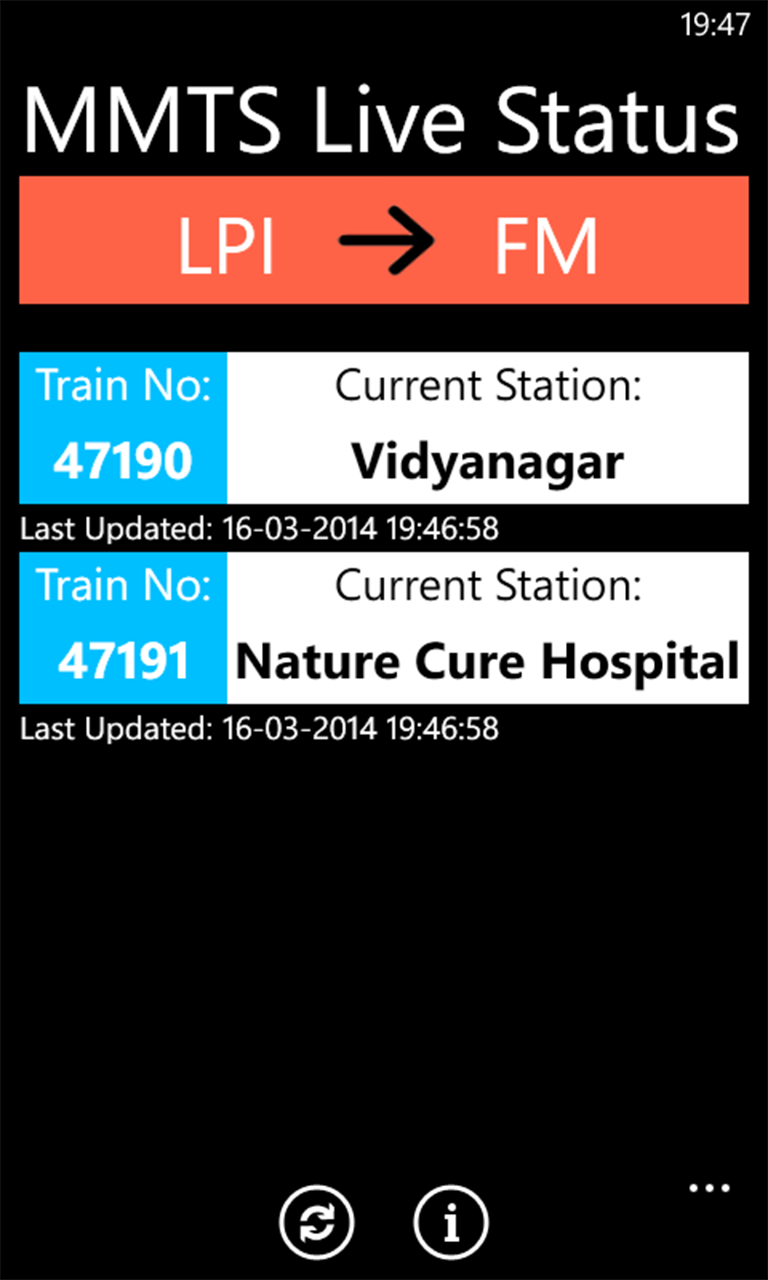 19:47
MMTS Live Status
LPI → FM
Train No: Current Station:
47190 Vidyanagar
Last Updated: 16-03-2014 19:46:58
Train No: Current Station:
47191 Nature Cure Hospital
Last Updated: 16-03-2014 19:46:58